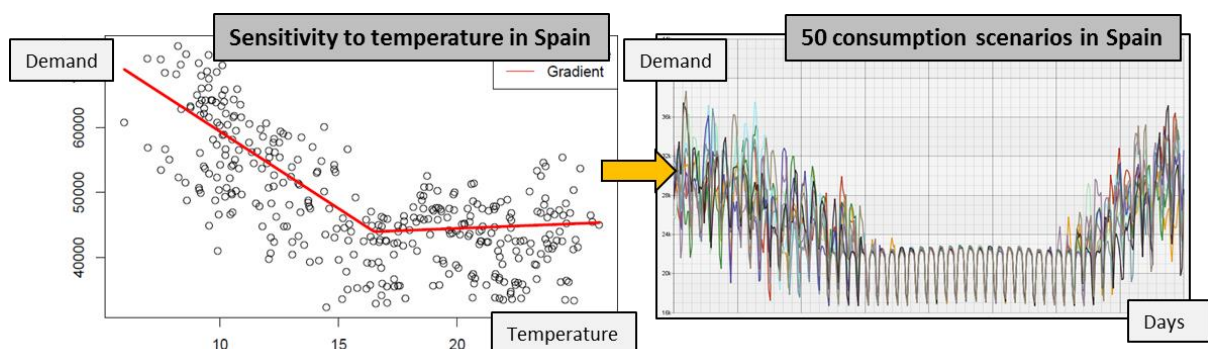 Sensitivity to temperature in Spain
50 consumption scenarios in Spain
Demand
Demand
Gradient
60000
50000
40000
10
15
20
Temperature
Days